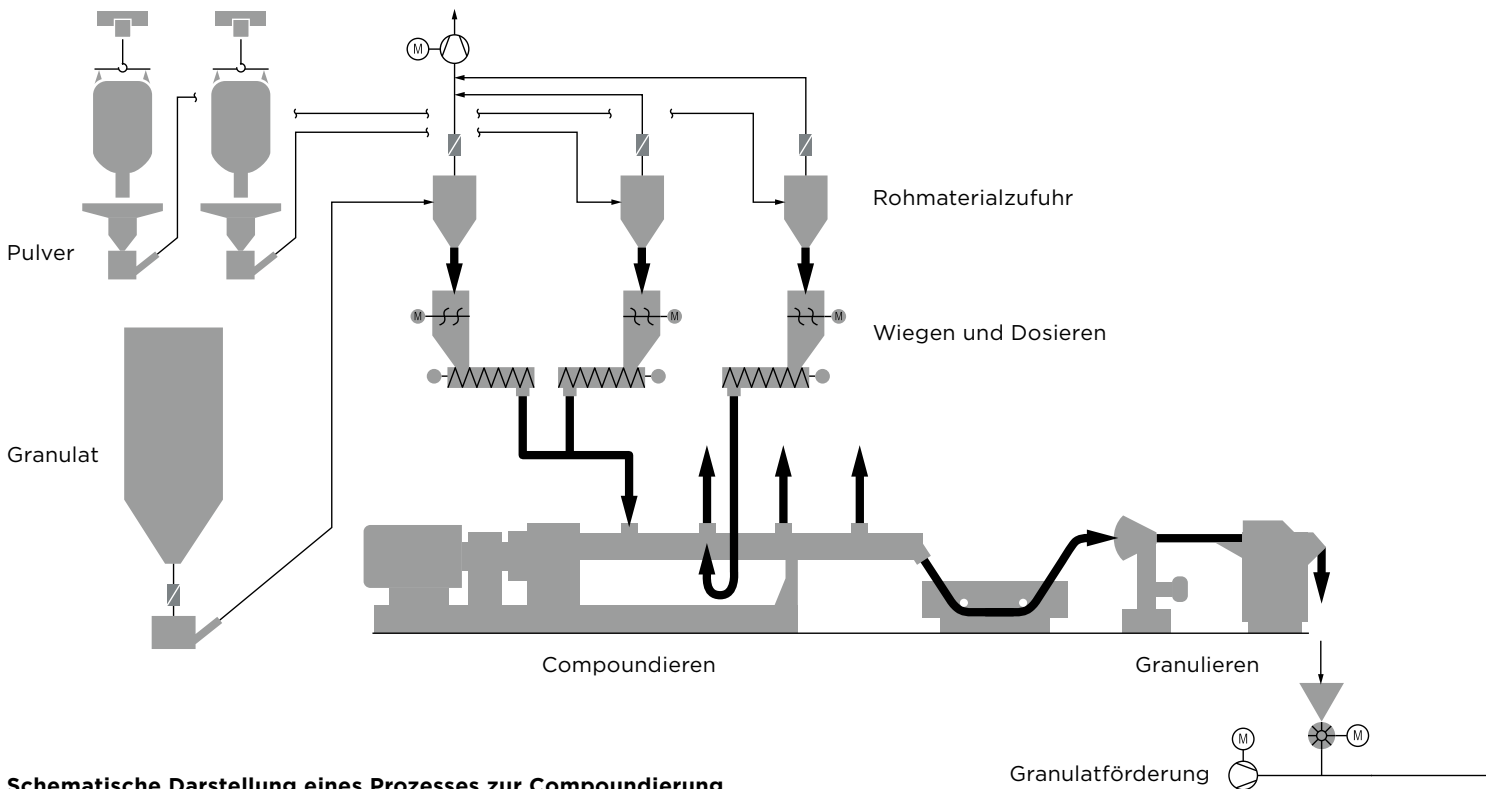 M
Rohmaterialzufuhr
Pulver
M
M
M
Wiegen und Dosieren
Granulat
Compoundieren
Granulieren
M
M
Granulatförderung
Schematische Darstellung eines Prozesses zur Compoundierung